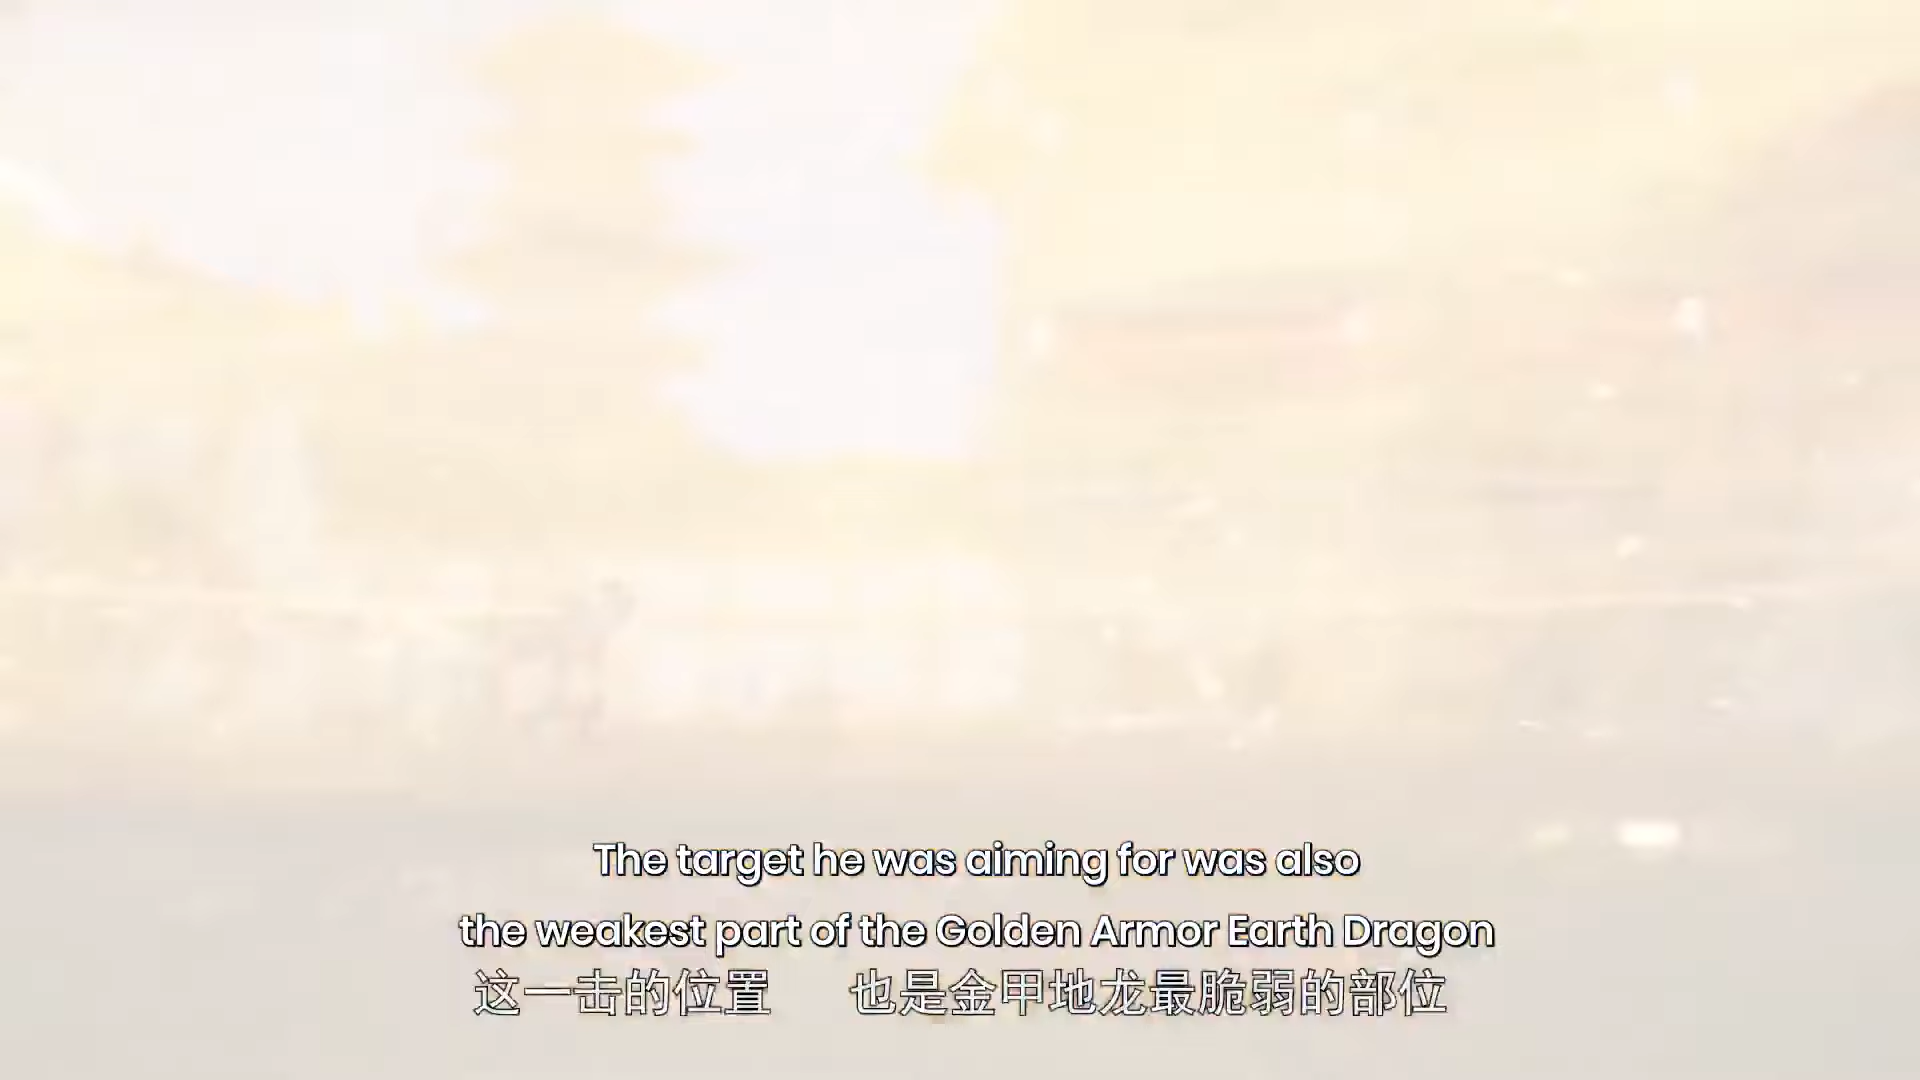 The target he was aiming for was also
the weakest part of the Golden Armor Earth Dragon
这一击的位置 也是金甲地龙最脆弱的部位